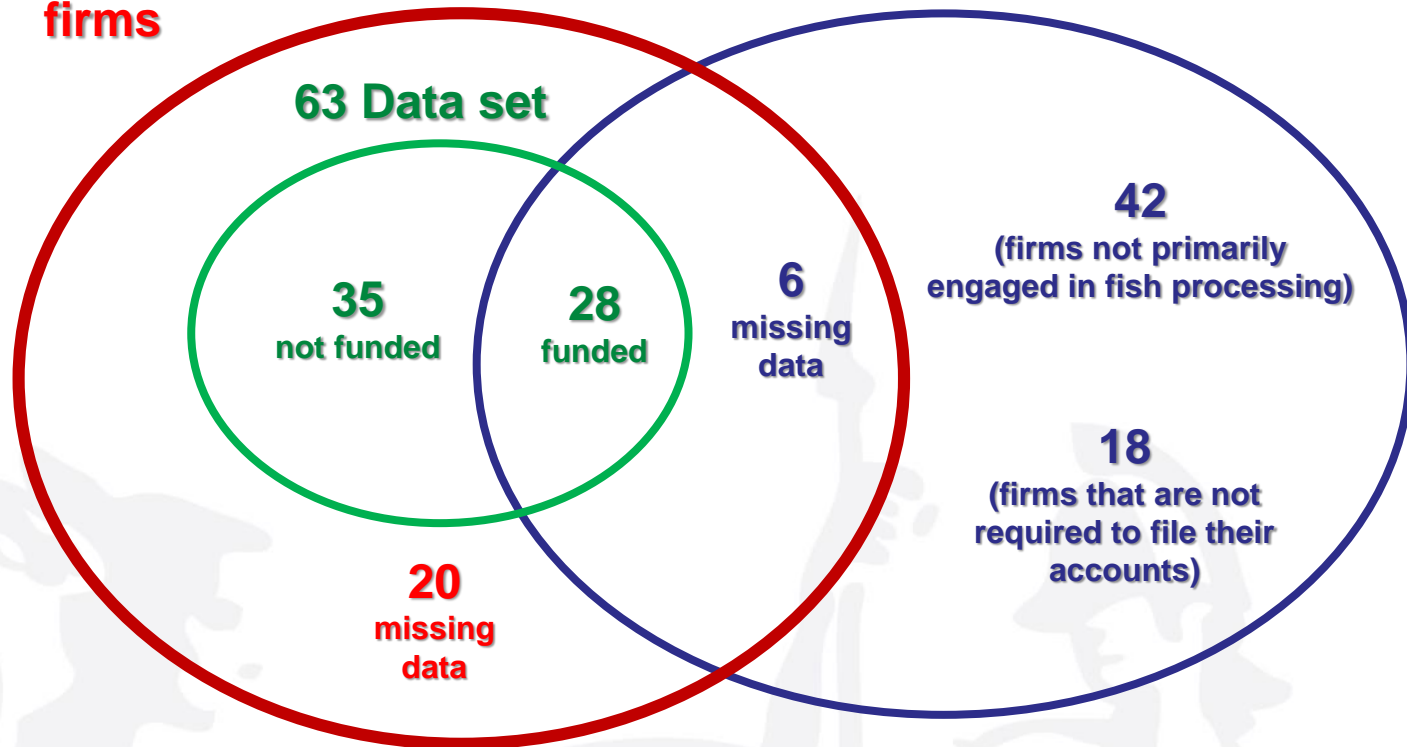 firms
63 Data set
35
not funded
28
funded
6
missing
data
42
(firms not primarily
engaged in fish processing)
18
(firms that are not
required to file their
accounts)
20
missing
data